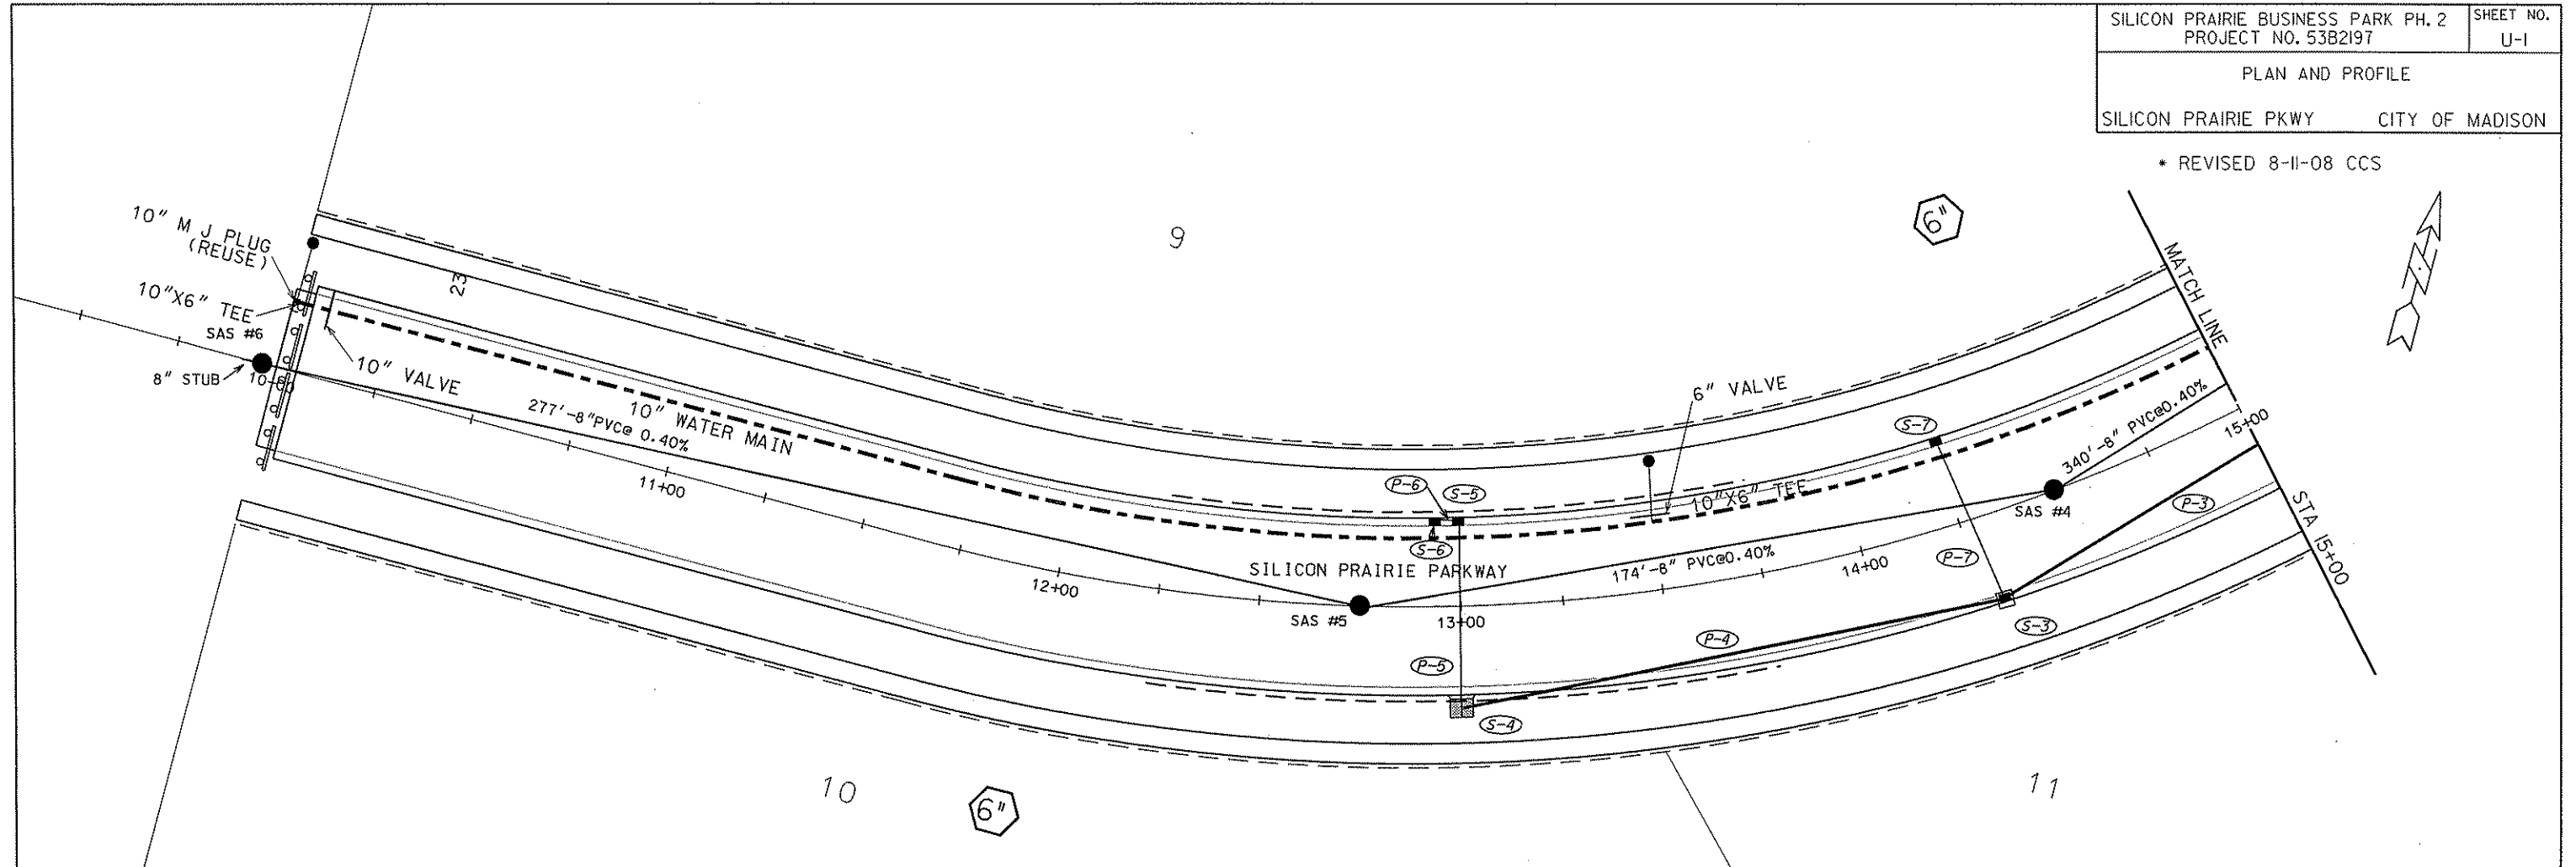 SILICON PRAIRIE BUSINESS PARK PH. 2
PROJECT NO. 53B2197
SHEET NO.
U-1
PLAN AND PROFILE
SILICON PRAIRIE PKWY CITY OF MADISON
* REVISED 8-11-08 CCS
9
6"
MATCH LINE
10" M J PLUG
(REUSE)
10"X6" TEE
SAS #6
8" STUB
10+00
23
10" VALVE
10" WATER MAIN
277'-8"PVC@ 0.40%
11+00
12+00
P-6
S-5
S-6
SILICON PRAIRIE PARKWAY
SAS #5
13+00
6" VALVE
10"X6" TEE
174'-8" PVC@0.40%
14+00
S-7
340'-8" PVC@0.40%
15+00
SAS #4
P-3
P-7
STA 15+00
S-3
P-4
P-5
S-4
10
6"
11